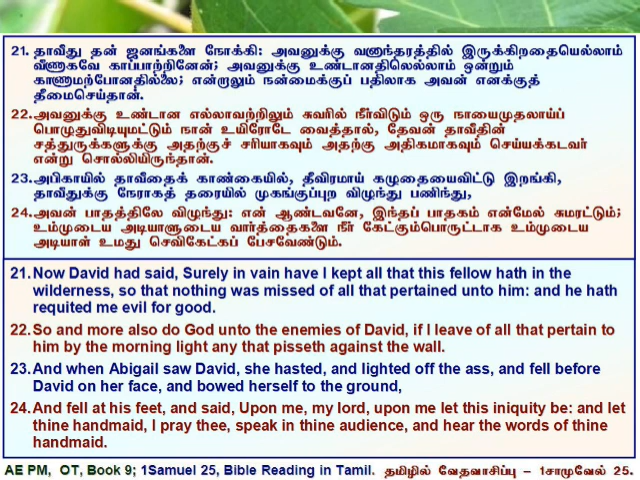 21. தாவீது தன் ஜனங்களை நோக்கி: அவனுக்கு வனாந்தரத்தில் இருக்கிறதையெல்லாம்
வீணாகவே காப்பாற்றினேன்; அவனுக்கு உண்டானதிலெல்லாம் ஒன்றும்
காணாமற்போனதில்லை; என்றாலும் நன்மைக்குப் பதிலாக அவன் எனக்குத்
தீமைசெய்தான்.
22.அவனுக்கு உண்டான எல்லாவற்றிலும் சுவரில் நீர்விடும் ஒரு நாயைமுதலாய்ப்
பொழுதுவிடியுமட்டும் நான் உயிரோடே வைத்தால், தேவன் தாவீதின்
சத்துருக்களுக்கு அதற்குச் சரியாகவும் அதற்கு அதிகமாகவும் செய்யக்கடவர்
என்று சொல்லியிருந்தான்.
23.அபிகாயில் தாவீதைக் காண்கையில், தீவிரமாய் கழுதையைவிட்டு இறங்கி,
தாவீதுக்கு நேராகத் தரையில் முகங்குப்புற விழுந்து பணிந்து,
24.அவன் பாதத்திலே விழுந்து: என் ஆண்டவனே, இந்தப் பாதகம் என்மேல் சுமரட்டும்;
உம்முடைய அடியாளுடைய வார்த்தைகளை நீர் கேட்கும்பொருட்டாக உம்முடைய
அடியாள் உமது செவிகேட்கப் பேசவேண்டும்.
21.Now David had said, Surely in vain have I kept all that this fellow hath in the
wilderness, so that nothing was missed of all that pertained unto him: and he hath
requited me evil for good.
22.So and more also do God unto the enemies of David, if I leave of all that pertain to
him by the morning light any that pisseth against the wall.
23.And when Abigail saw David, she hasted, and lighted off the ass, and fell before
David on her face, and bowed herself to the ground,
24.And fell at his feet, and said, Upon me, my lord, upon me let this iniquity be: and let
thine handmaid, I pray thee, speak in thine audience, and hear the words of thine
handmaid.
AE PM, OT, Book 9; 1Samuel 25, Bible Reading in Tamil. தமிழில் வேதவாசிப்பு – 1சாமுவேல் 25.